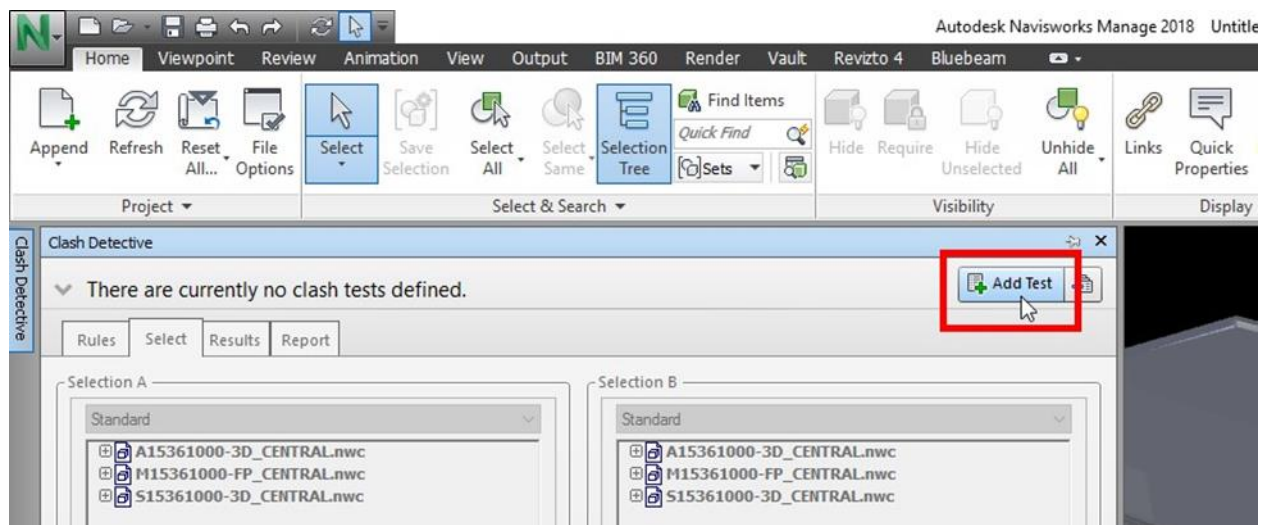 Autodesk Navisworks Manage 2018 Untitle
Home Viewpoint Review Animation View Output BIM 360 Render Vault Revizto 4 Bluebeam
Append
Refresh
Reset All...
File Options
Select
Save Selection
Select All
Select Same
Selection Tree
Find Items
Quick Find
Sets
Hide
Require
Hide Unselected
Unhide All
Links
Quick Properties
Project
Select & Search
Visibility
Display
Clash Detective
Clash Detective
There are currently no clash tests defined.
Add Test
Rules Select Results Report
Selection A
Standard
A15361000-3D_CENTRAL.nwc
M15361000-FP_CENTRAL.nwc
S15361000-3D_CENTRAL.nwc
Selection B
Standard
A15361000-3D_CENTRAL.nwc
M15361000-FP_CENTRAL.nwc
S15361000-3D_CENTRAL.nwc